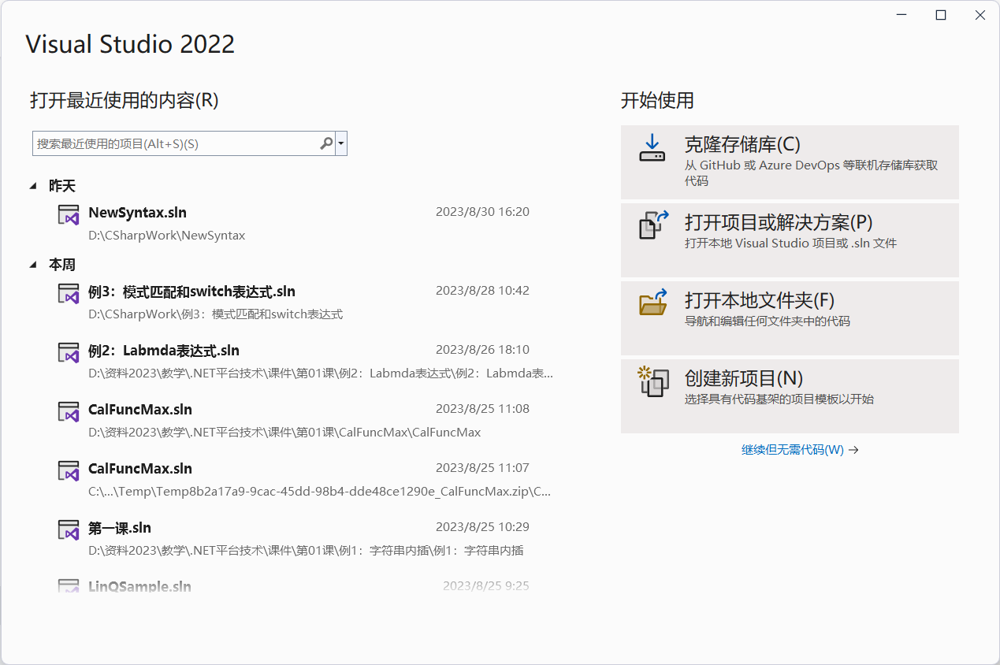 Visual Studio 2022
打开最近使用的内容(R)
搜索最近使用的项目(Alt+S)(S)
昨天
NewSyntax.sln 2023/8/30 16:20
D:\CSharpWork\NewSyntax
本周
例3：模式匹配和switch表达式.sln 2023/8/28 10:42
D:\CSharpWork\例3：模式匹配和switch表达式
例2：Labmda表达式.sln 2023/8/26 18:10
D:\资料2023\教学\.NET平台技术\课件\第01课\例2：Labmda表达式\例2：Labmda表...
CalFuncMax.sln 2023/8/25 11:08
D:\资料2023\教学\.NET平台技术\课件\第01课\CalFuncMax\CalFuncMax
CalFuncMax.sln 2023/8/25 11:07
C:\...\Temp\Temp8b2a17a9-9cac-45dd-98b4-dde48ce1290e_CalFuncMax.zip\C...
第一课.sln 2023/8/25 10:29
D:\资料2023\教学\.NET平台技术\课件\第01课\例1：字符串内插\例1：字符串内插
LinQSample.sln 2023/8/25 9:25
开始使用
克隆存储库(C)
从 GitHub 或 Azure DevOps 等联机存储库获取
代码
打开项目或解决方案(P)
打开本地 Visual Studio 项目或 .sln 文件
打开本地文件夹(F)
导航和编辑任何文件夹中的代码
创建新项目(N)
选择具有代码基架的项目模板以开始
继续但无需代码(W) →